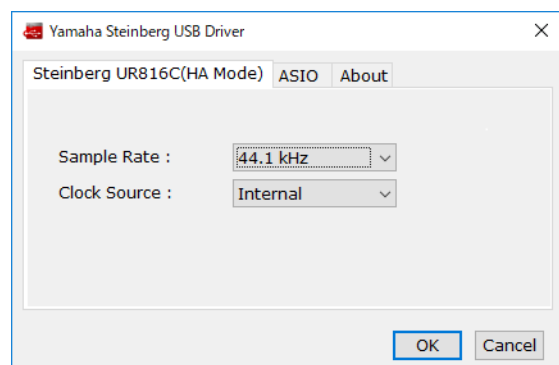 Yamaha Steinberg USB Driver
Steinberg UR816C(HA Mode) ASIO About
Sample Rate : 44.1 kHz
Clock Source : Internal
OK Cancel